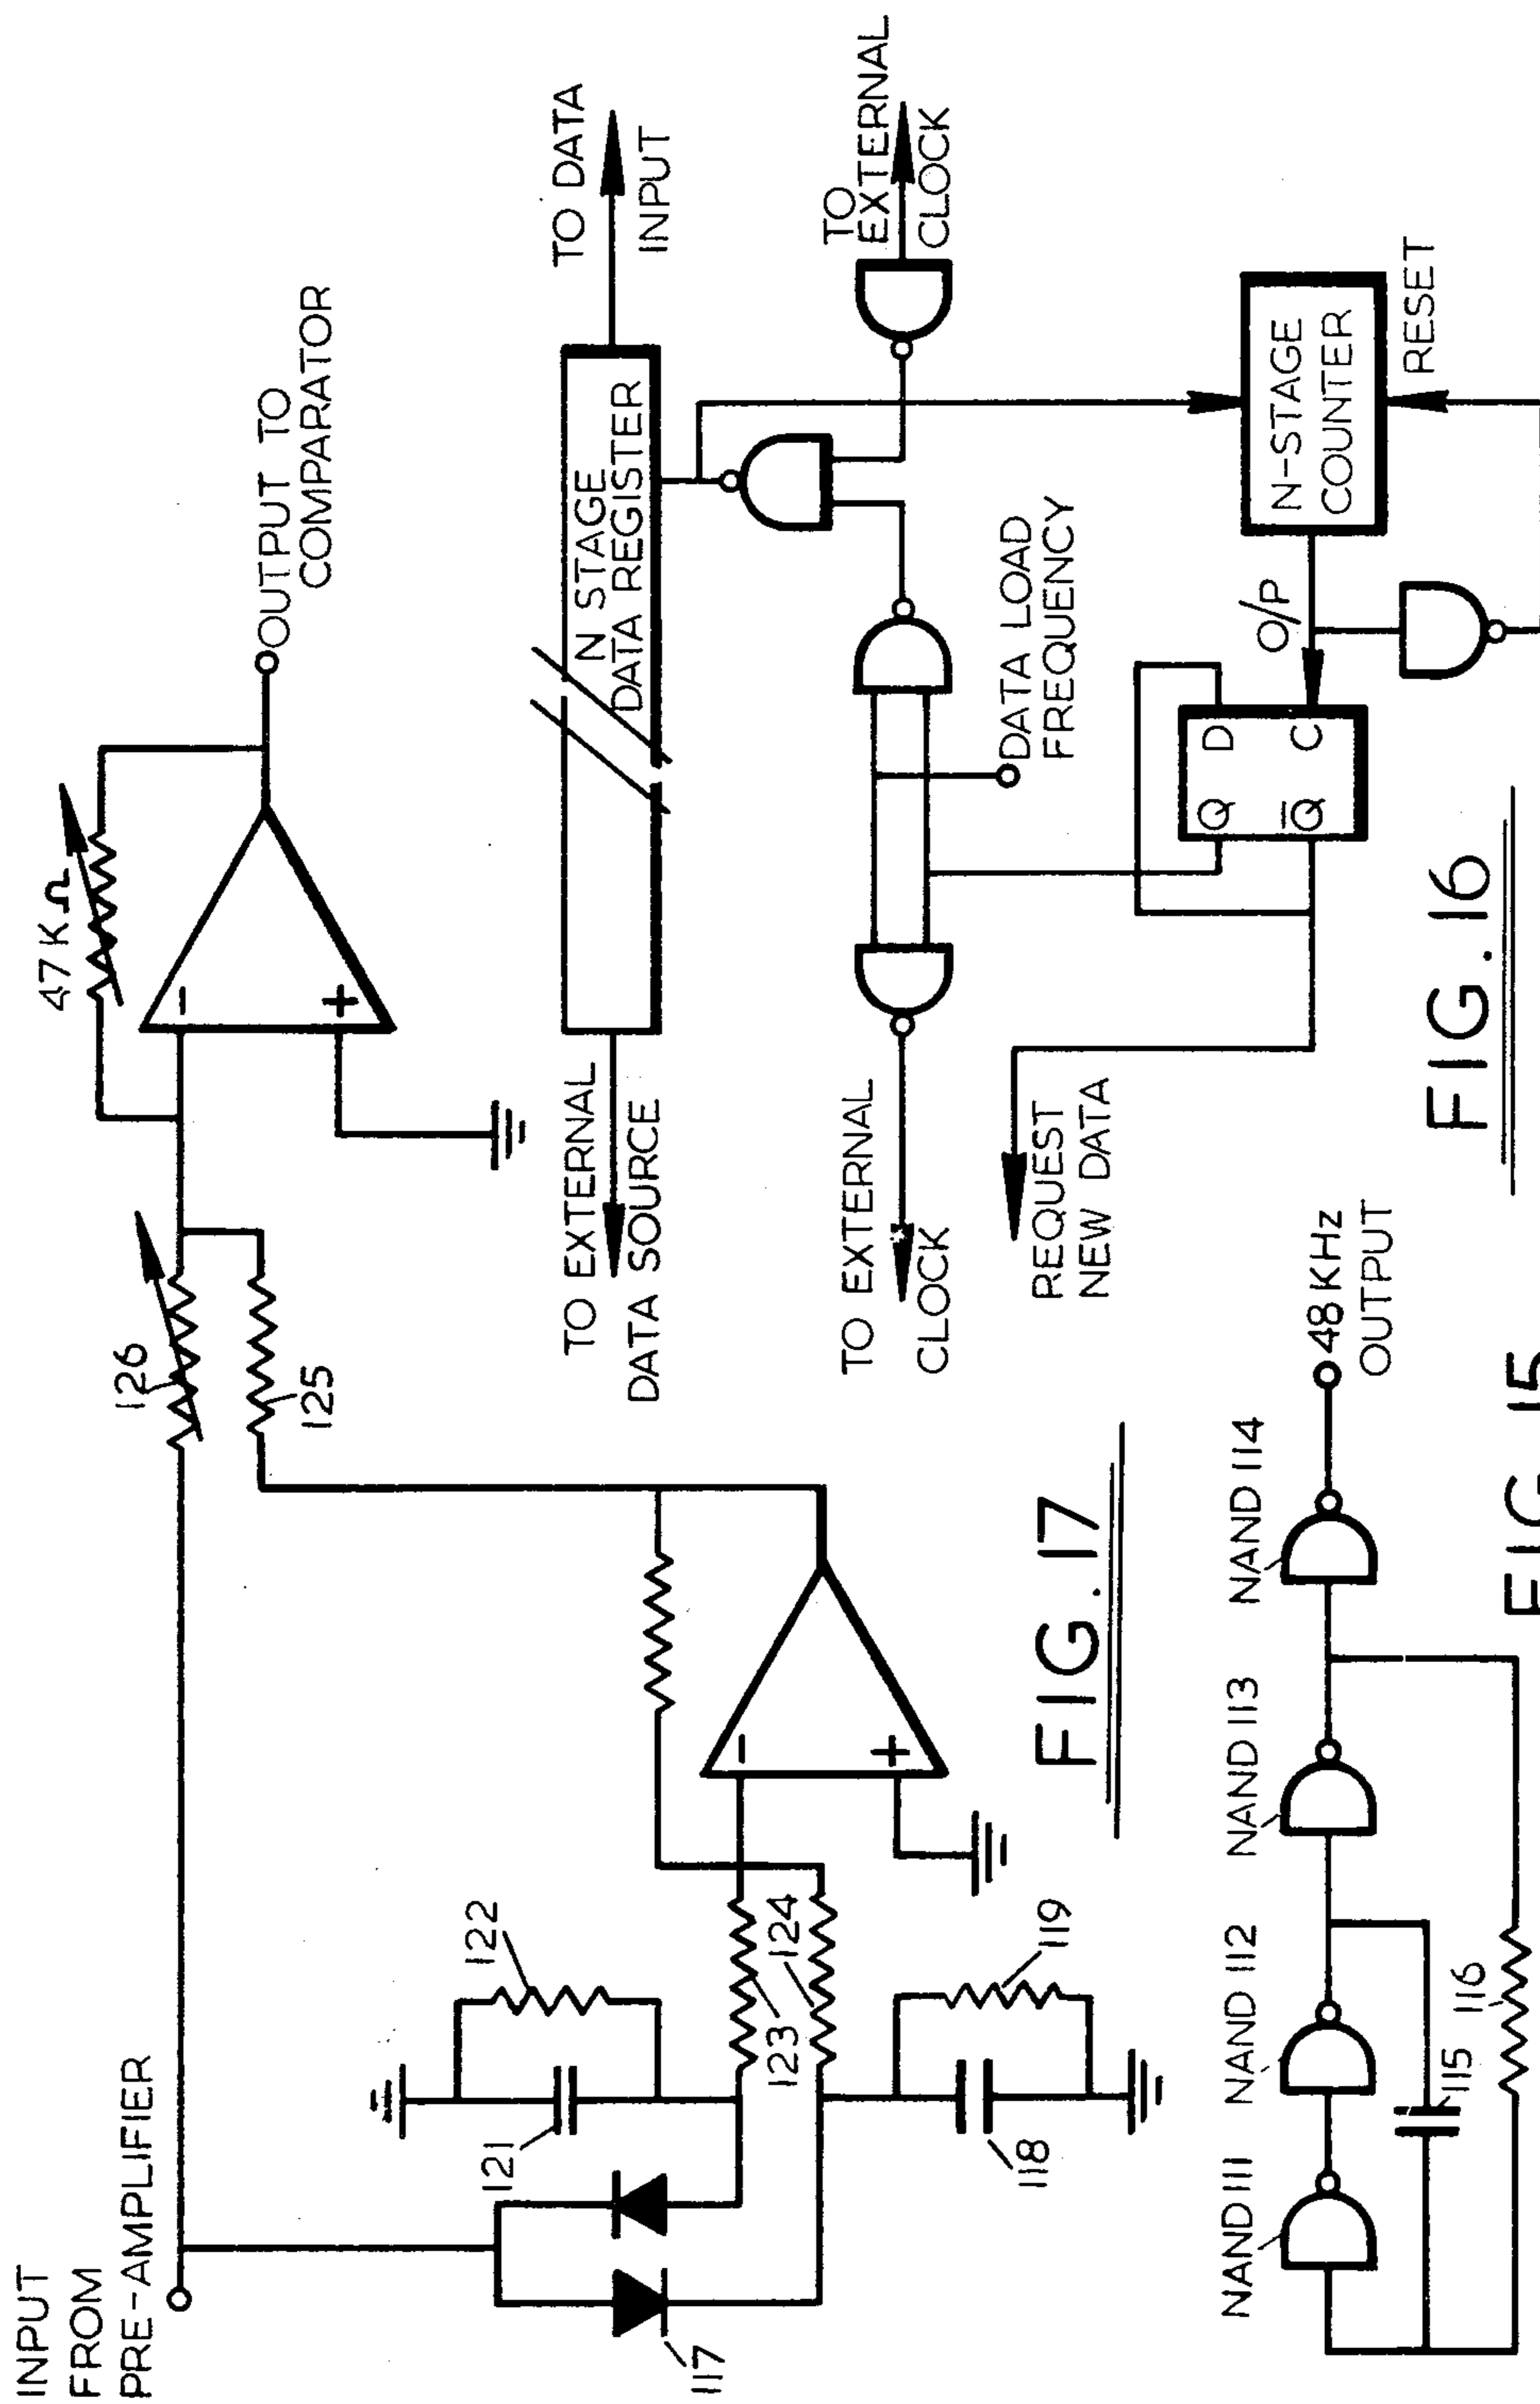 INPUT
FROM
PRE-AMPLIFIER
126
125
47 K Ω
−
+
OUTPUT TO
COMPARATOR
117
121
122
123
124
118
119
−
+
FIG. 17
TO EXTERNAL
DATA SOURCE
N STAGE
DATA REGISTER
TO DATA
INPUT
TO EXTERNAL
CLOCK
TO
EXTERNAL
CLOCK
DATA LOAD
FREQUENCY
REQUEST
NEW DATA
Q
D
Q̅
C
O/P
N-STAGE
COUNTER
RESET
FIG. 16
NAND 111
NAND 112
NAND 113
NAND 114
115
116
48 KHz
OUTPUT
FIG. 15